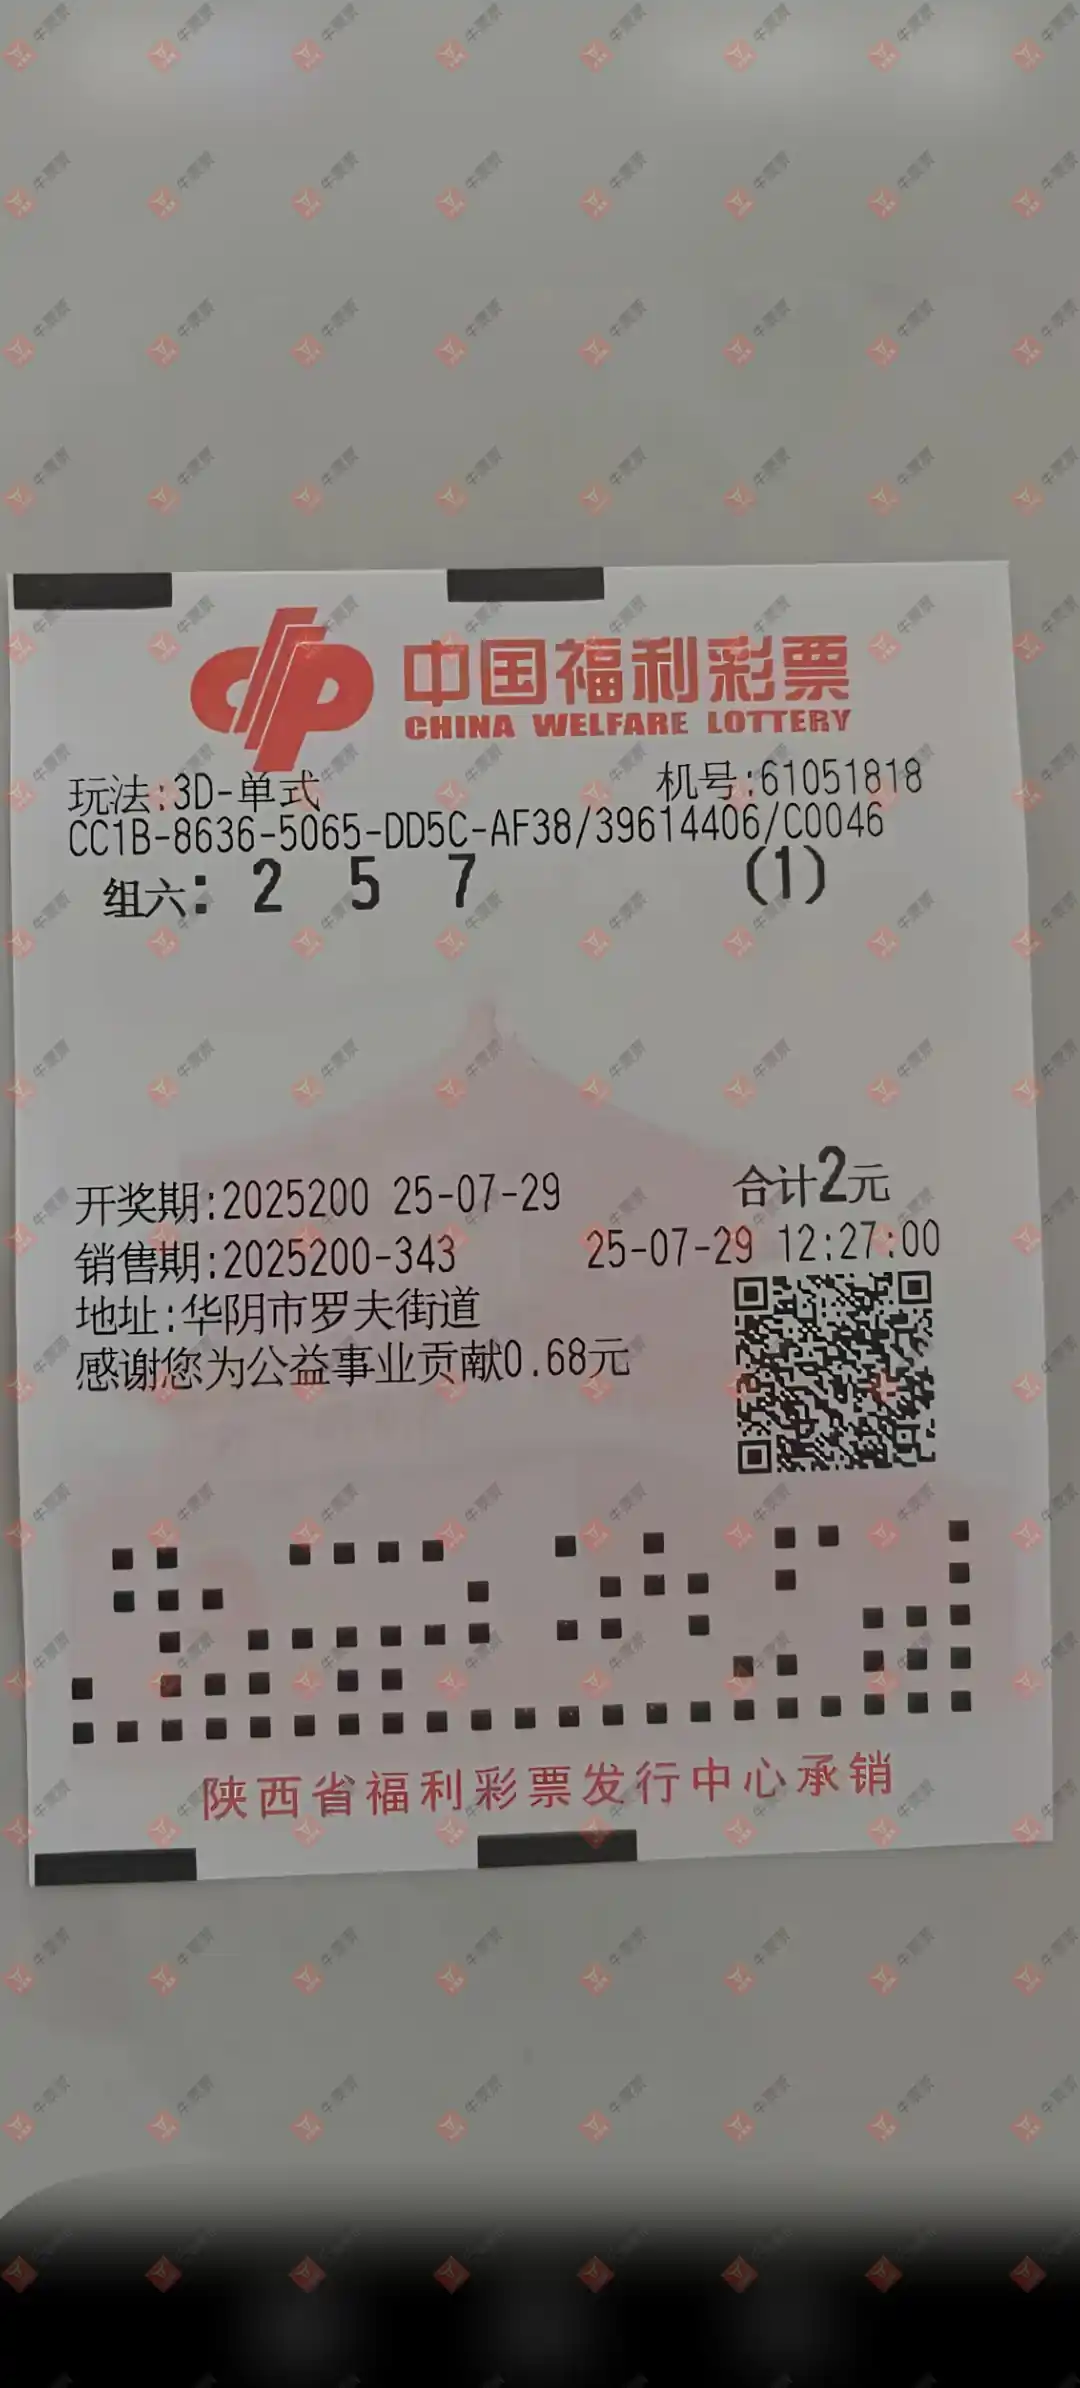 中国福利彩票
CHINA WELFARE LOTTERY
玩法:3D-单式 机号:61051818
CC1B-8636-5065-DD5C-AF38/39614406/C0046
组六: 2 5 7 (1)
开奖期:2025200 25-07-29 合计2元
销售期:2025200-343 25-07-29 12:27:00
地址:华阴市罗夫街道
感谢您为公益事业贡献0.68元
陕西省福利彩票发行中心承销